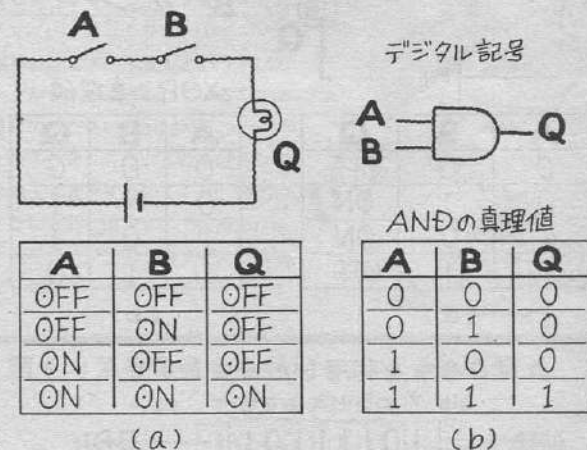 A B
Q
A B Q
OFF OFF OFF
OFF ON OFF
ON OFF OFF
ON ON ON
(a)
デジタル記号
A
B
Q
ANDの真理値
A B Q
0 0 0
0 1 0
1 0 0
1 1 1
(b)